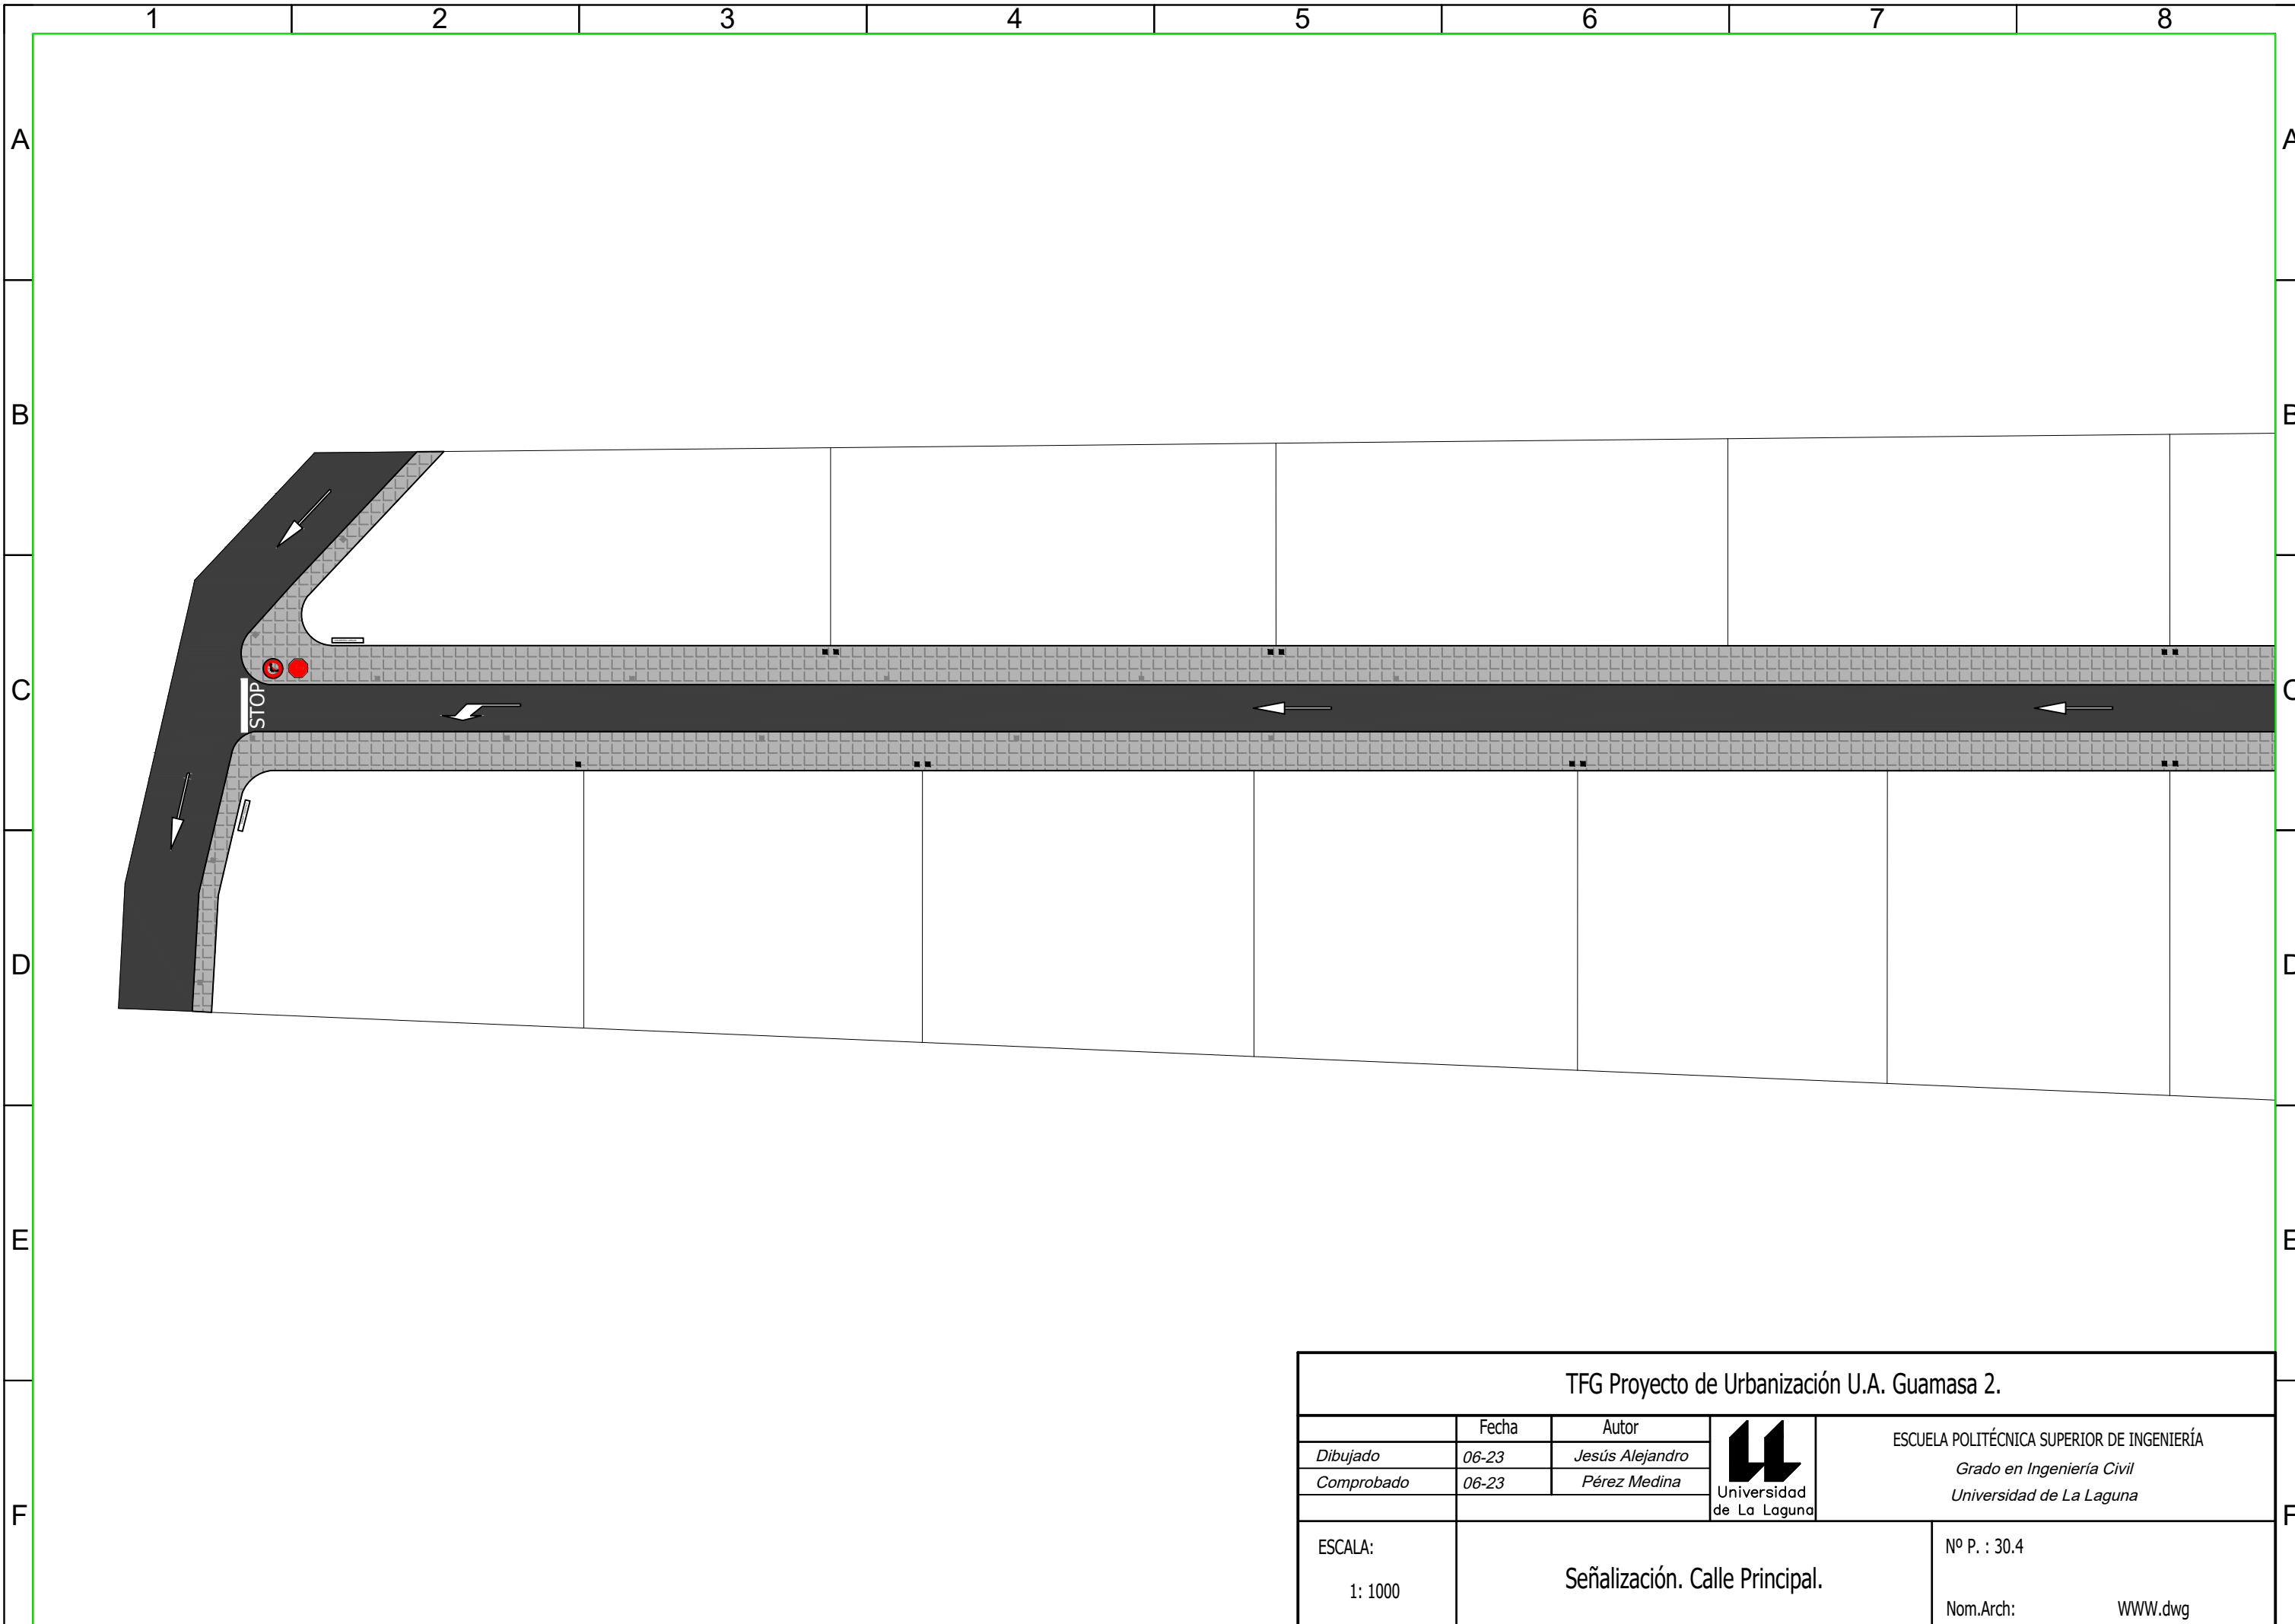 1 2 3 4 5 6 7 8
A A
B B
C C
D D
E E
F F
STOP
TFG Proyecto de Urbanización U.A. Guamasa 2.
Fecha Autor
Dibujado 06-23 Jesús Alejandro
Comprobado 06-23 Pérez Medina
Universidad
de La Laguna
ESCUELA POLITÉCNICA SUPERIOR DE INGENIERÍA
Grado en Ingeniería Civil
Universidad de La Laguna
ESCALA:
1: 1000
Señalización. Calle Principal.
Nº P. : 30.4
Nom.Arch: WWW.dwg